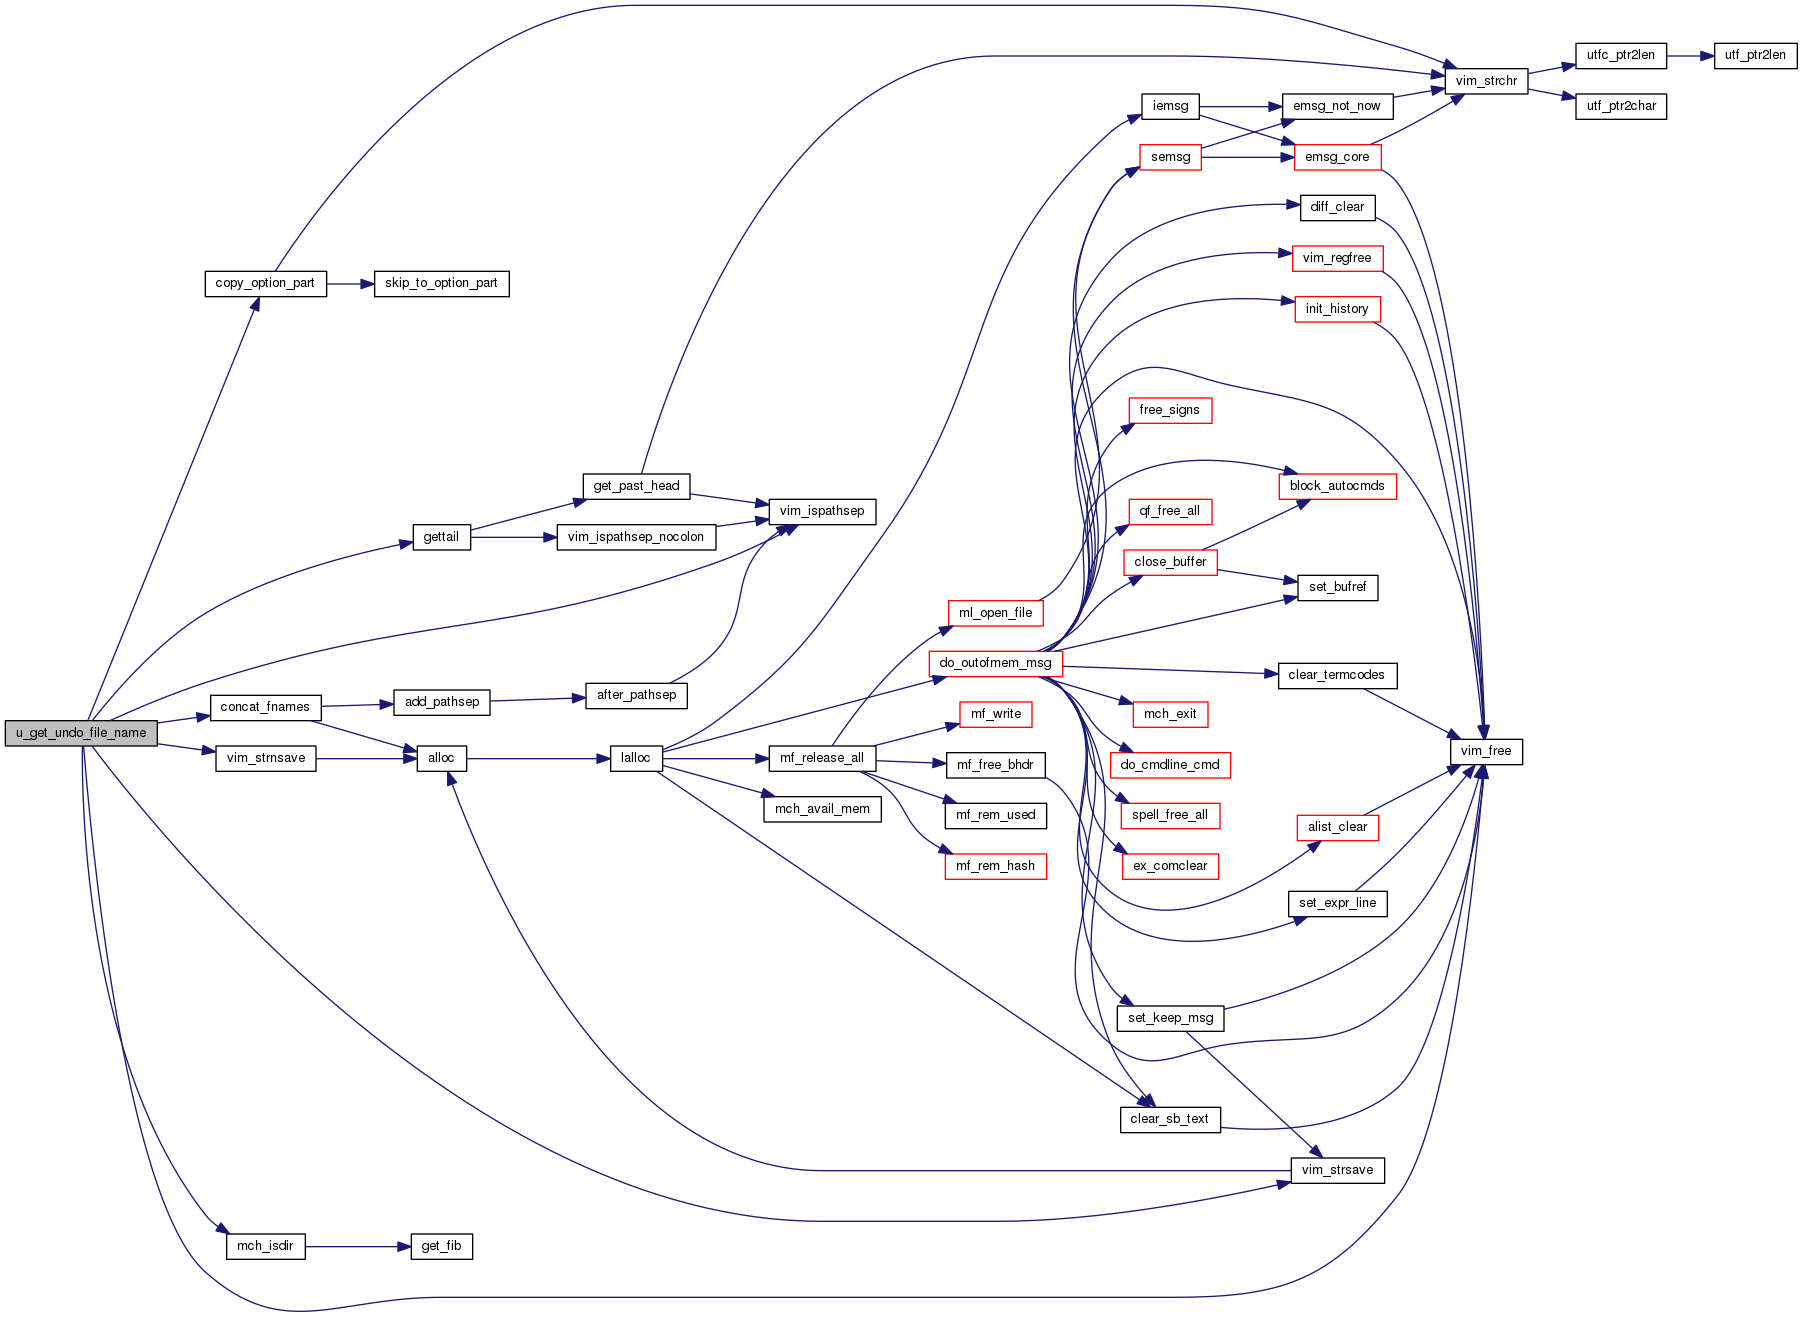 utfc_ptr2len
utf_ptr2len
vim_strchr
iemsg
emsg_not_now
utf_ptr2char
semsg
emsg_core
diff_clear
vim_regfree
copy_option_part
skip_to_option_part
init_history
free_signs
get_past_head
block_autocmds
vim_ispathsep
qf_free_all
gettail
vim_ispathsep_nocolon
close_buffer
set_bufref
ml_open_file
do_outofmem_msg
clear_termcodes
after_pathsep
add_pathsep
concat_fnames
mf_write
mch_exit
u_get_undo_file_name
vim_strnsave
alloc
lalloc
mf_release_all
mf_free_bhdr
do_cmdline_cmd
vim_free
mch_avail_mem
mf_rem_used
spell_free_all
alist_clear
mf_rem_hash
ex_comclear
set_expr_line
set_keep_msg
clear_sb_text
vim_strsave
mch_isdir
get_fib